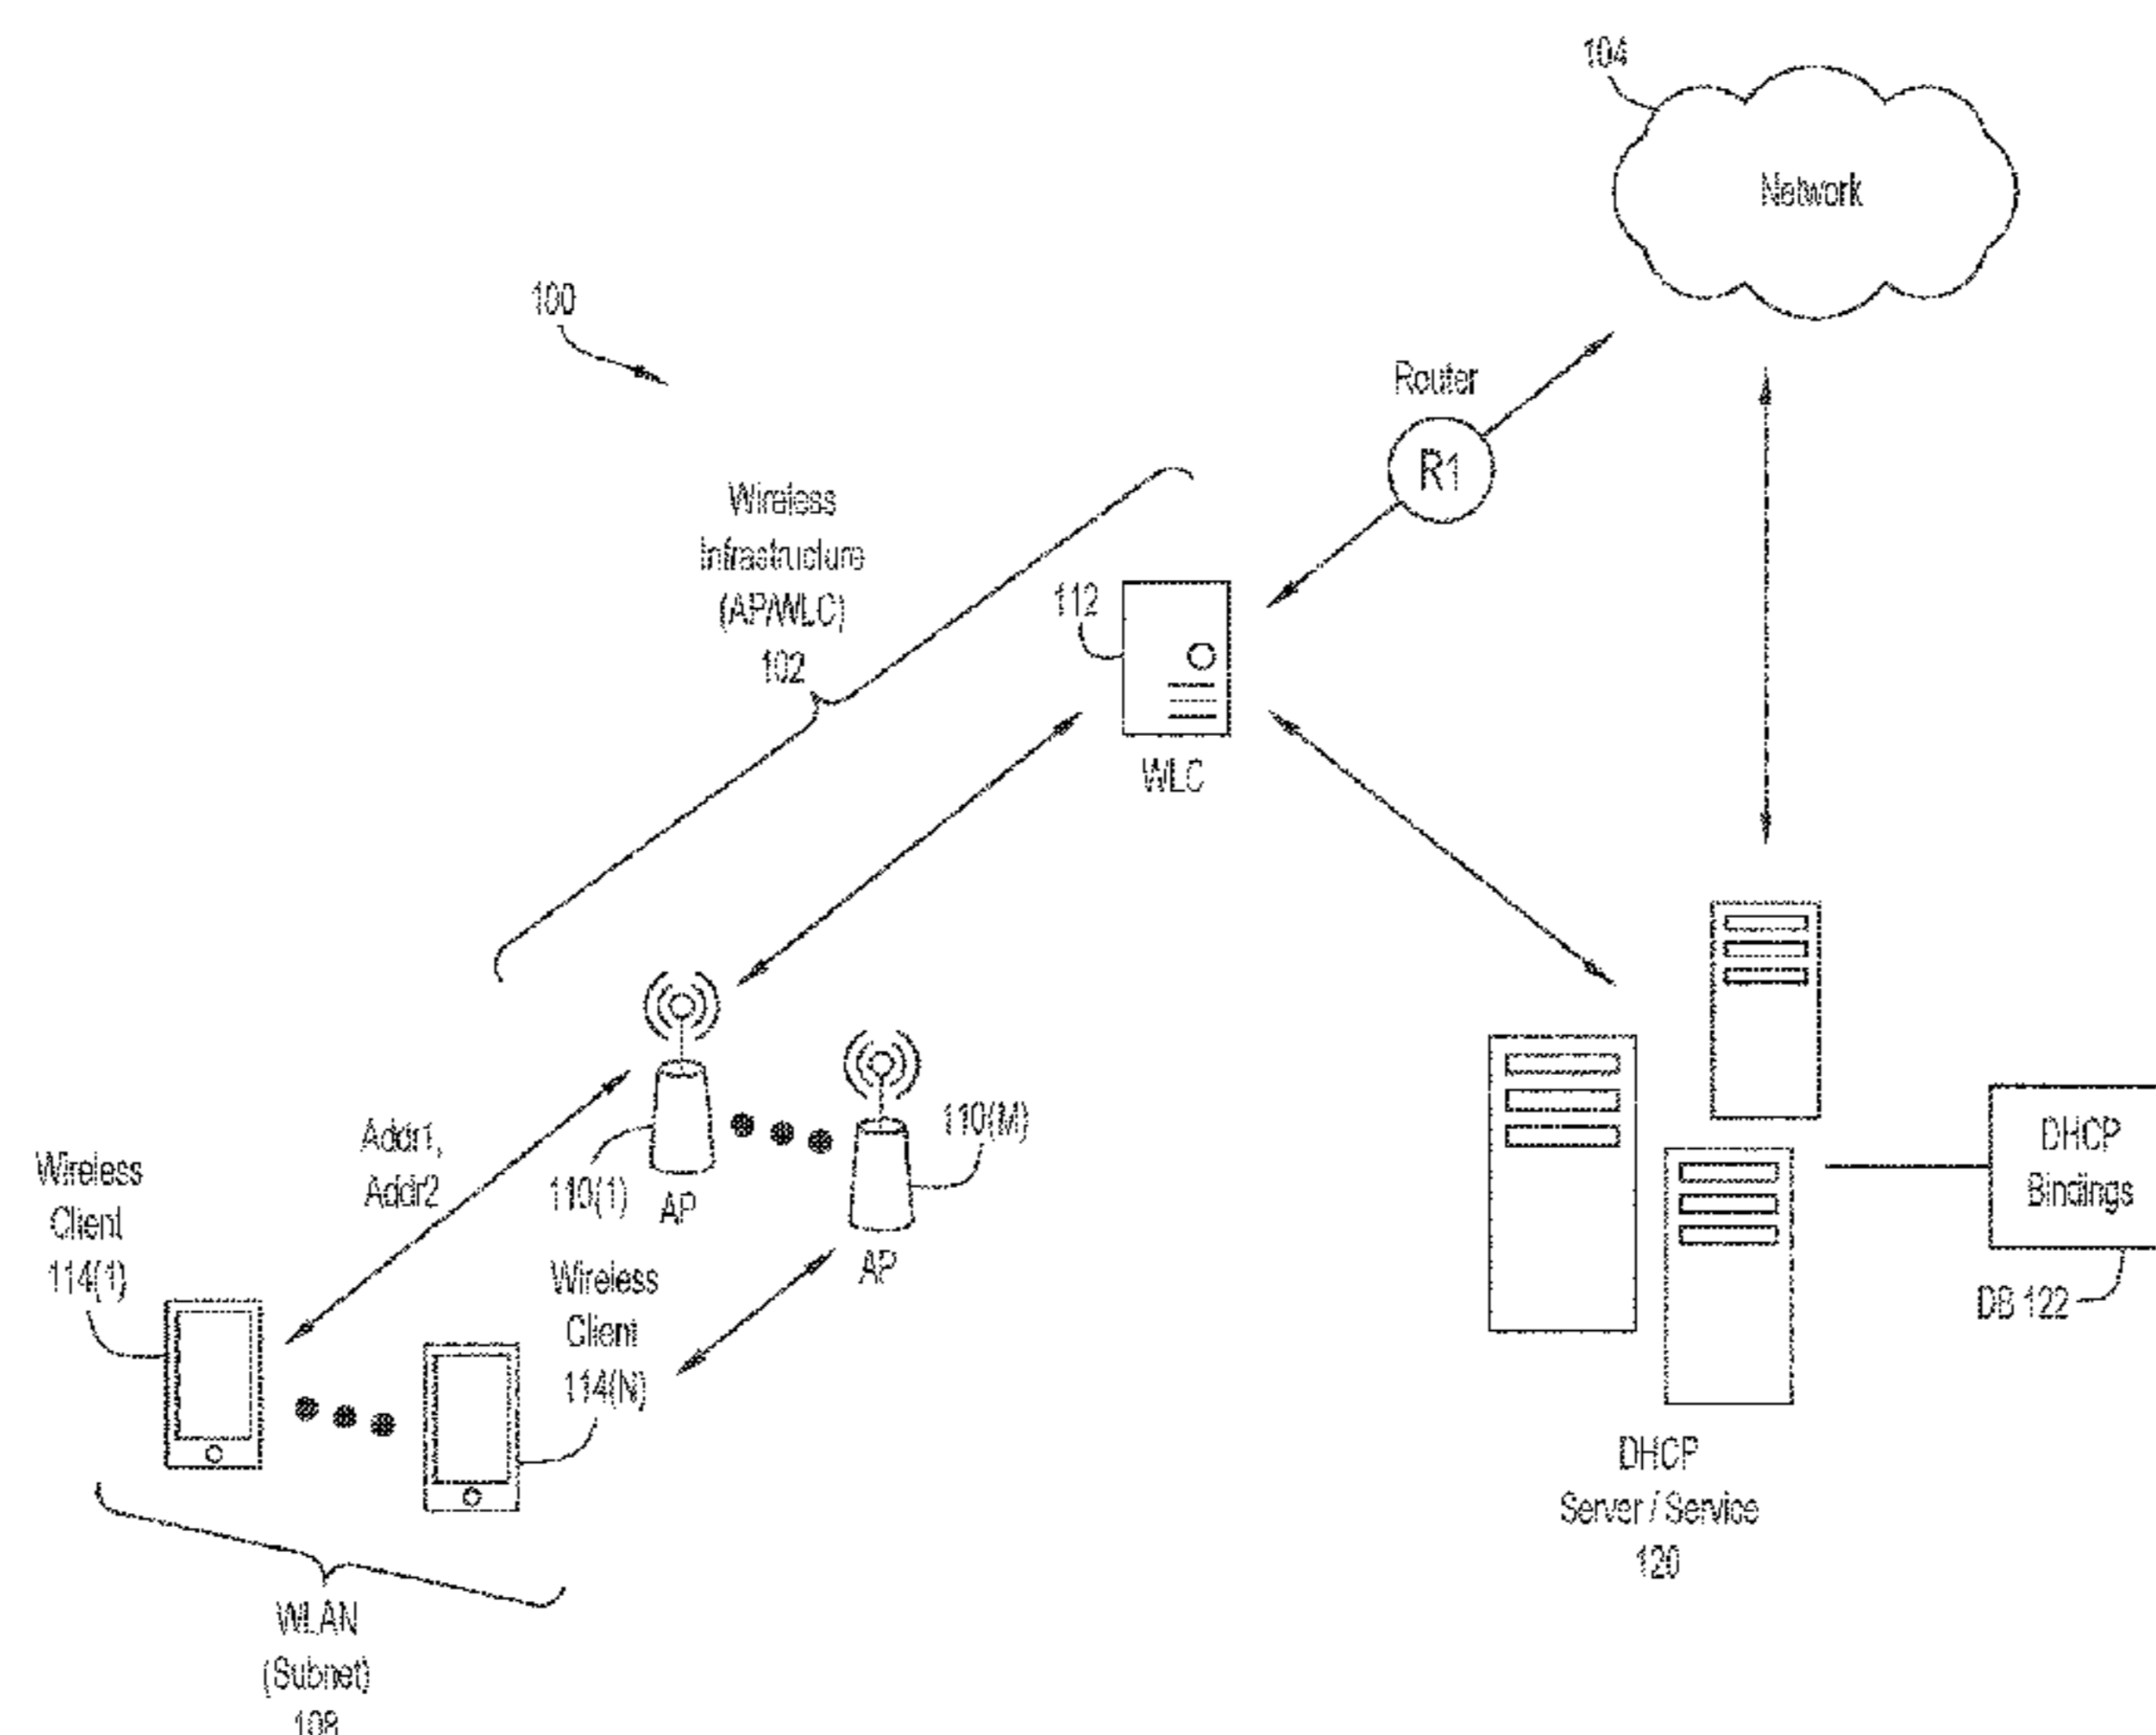 104
Network
100
Router
R1
Wireless
Infrastructure
(AP/WLC)
102
112
WLC
Addr1,
Addr2
110(1)
AP
110(M)
AP
Wireless
Client
114(1)
Wireless
Client
114(N)
DHCP
Bindings
DB 122
DHCP
Server / Service
120
WLAN
(Subnet)
108